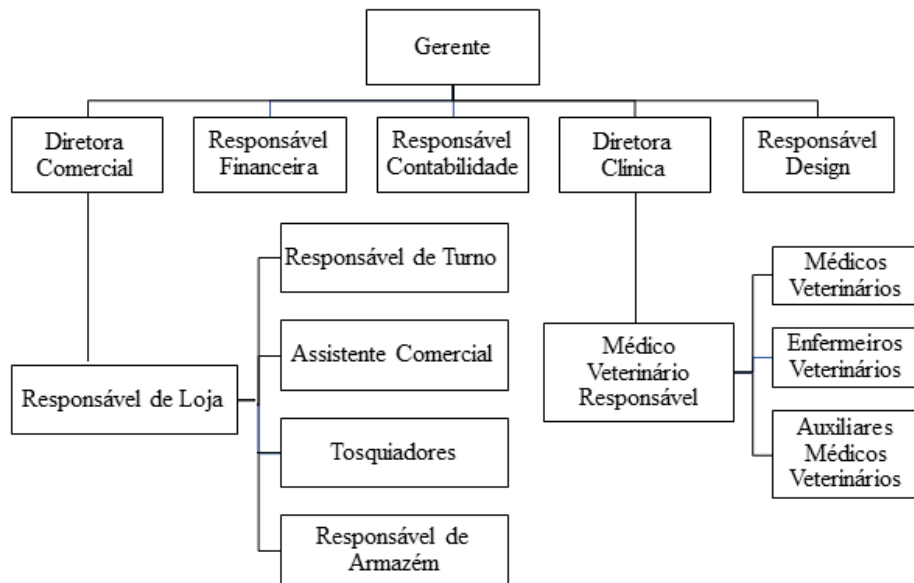 Gerente
Diretora
Comercial
Responsável
Financeira
Responsável
Contabilidade
Diretora
Clínica
Responsável
Design
Responsável de Turno
Assistente Comercial
Responsável de Loja
Tosquiadores
Responsável de
Armazém
Médico
Veterinário
Responsável
Médicos
Veterinários
Enfermeiros
Veterinários
Auxiliares
Médicos
Veterinários